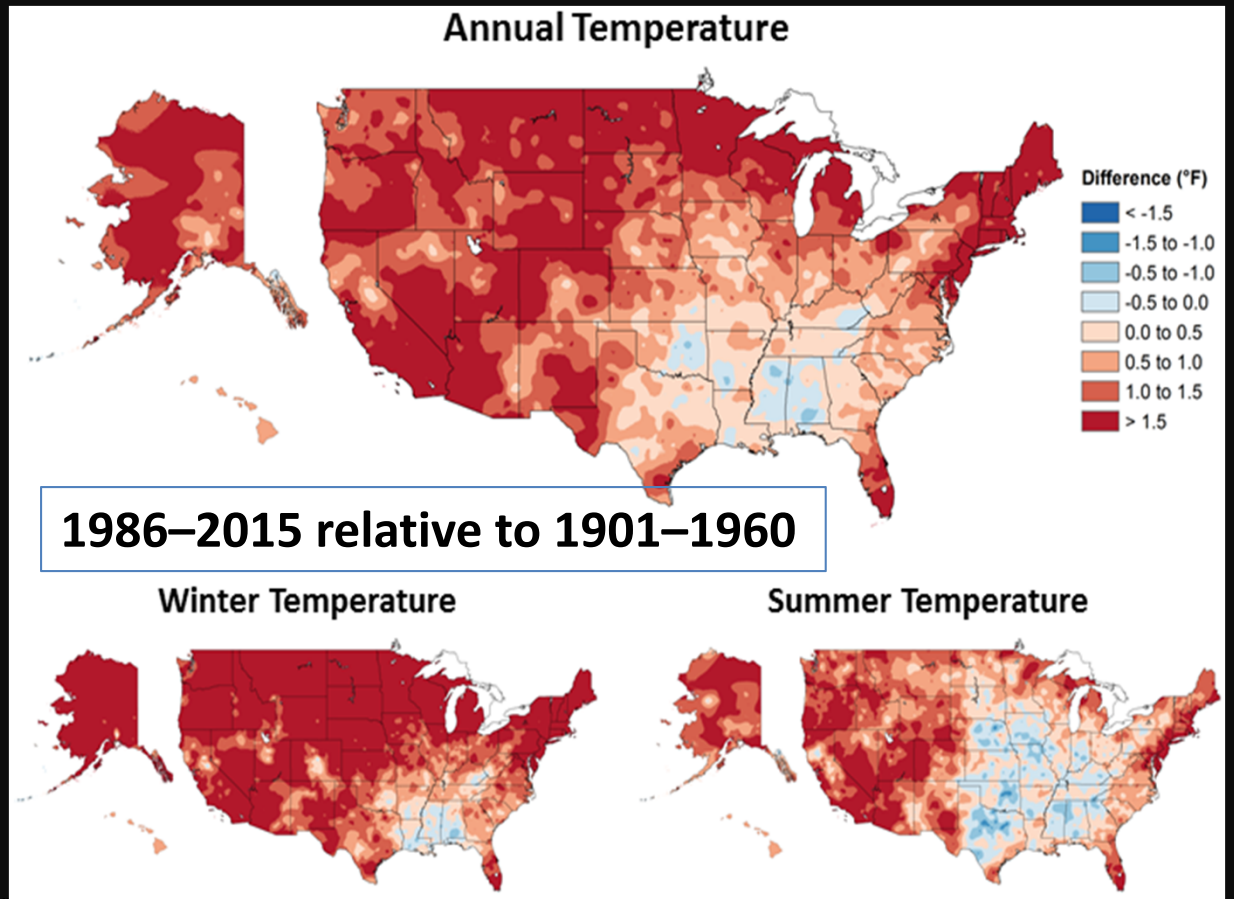 Annual Temperature
Difference (°F)
< -1.5
-1.5 to -1.0
-0.5 to -1.0
-0.5 to 0.0
0.0 to 0.5
0.5 to 1.0
1.0 to 1.5
> 1.5
1986–2015 relative to 1901–1960
Winter Temperature
Summer Temperature